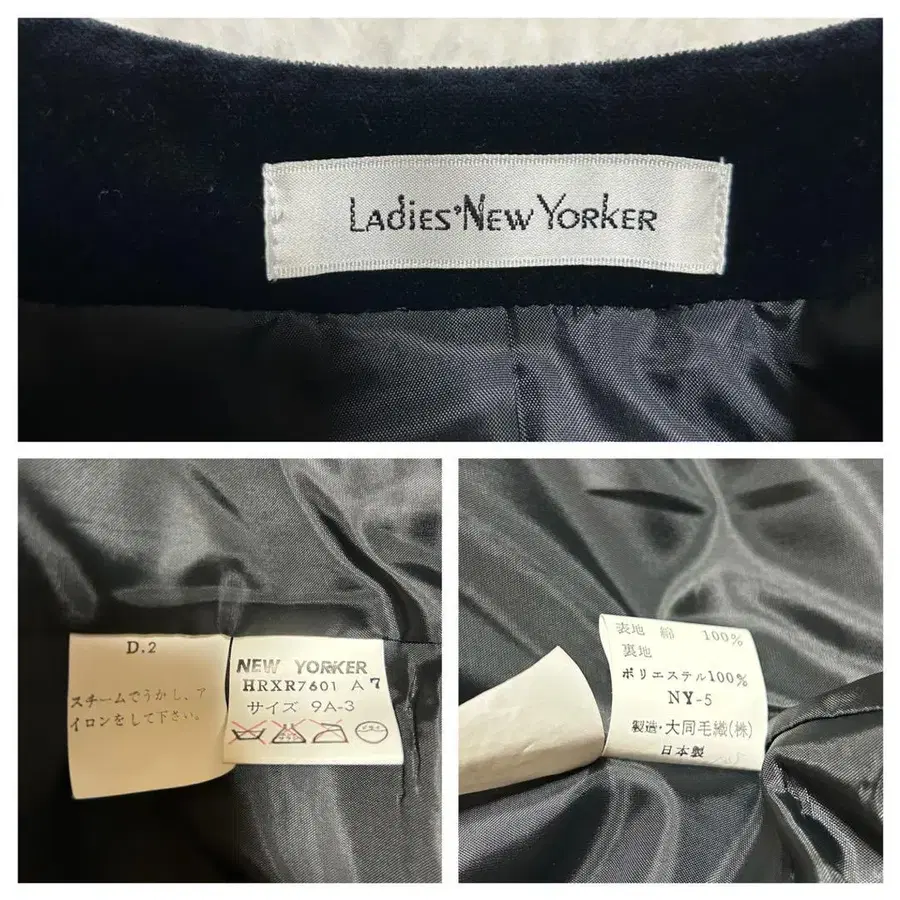 LADIES' NEW YORKER
D.2
スチームでうかし、ア
イロンをして下さい。
NEW YORKER
HRXR7601 A 7
サイズ 9A-3
表地 綿 100%
裏地
ポリエステル100%
NY-5
製造・大同毛織(株)
日本製